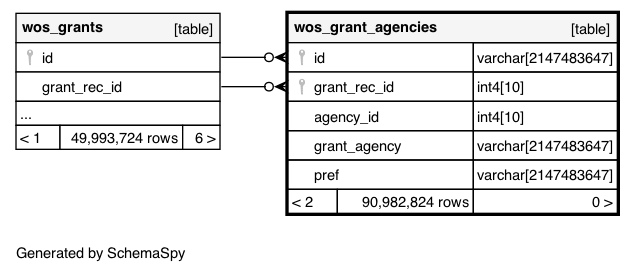 wos_grants [table]
id
grant_rec_id
...
< 1 49,993,724 rows 6 >
wos_grant_agencies [table]
id varchar[2147483647]
grant_rec_id int4[10]
agency_id int4[10]
grant_agency varchar[2147483647]
pref varchar[2147483647]
< 2 90,982,824 rows 0 >
Generated by SchemaSpy